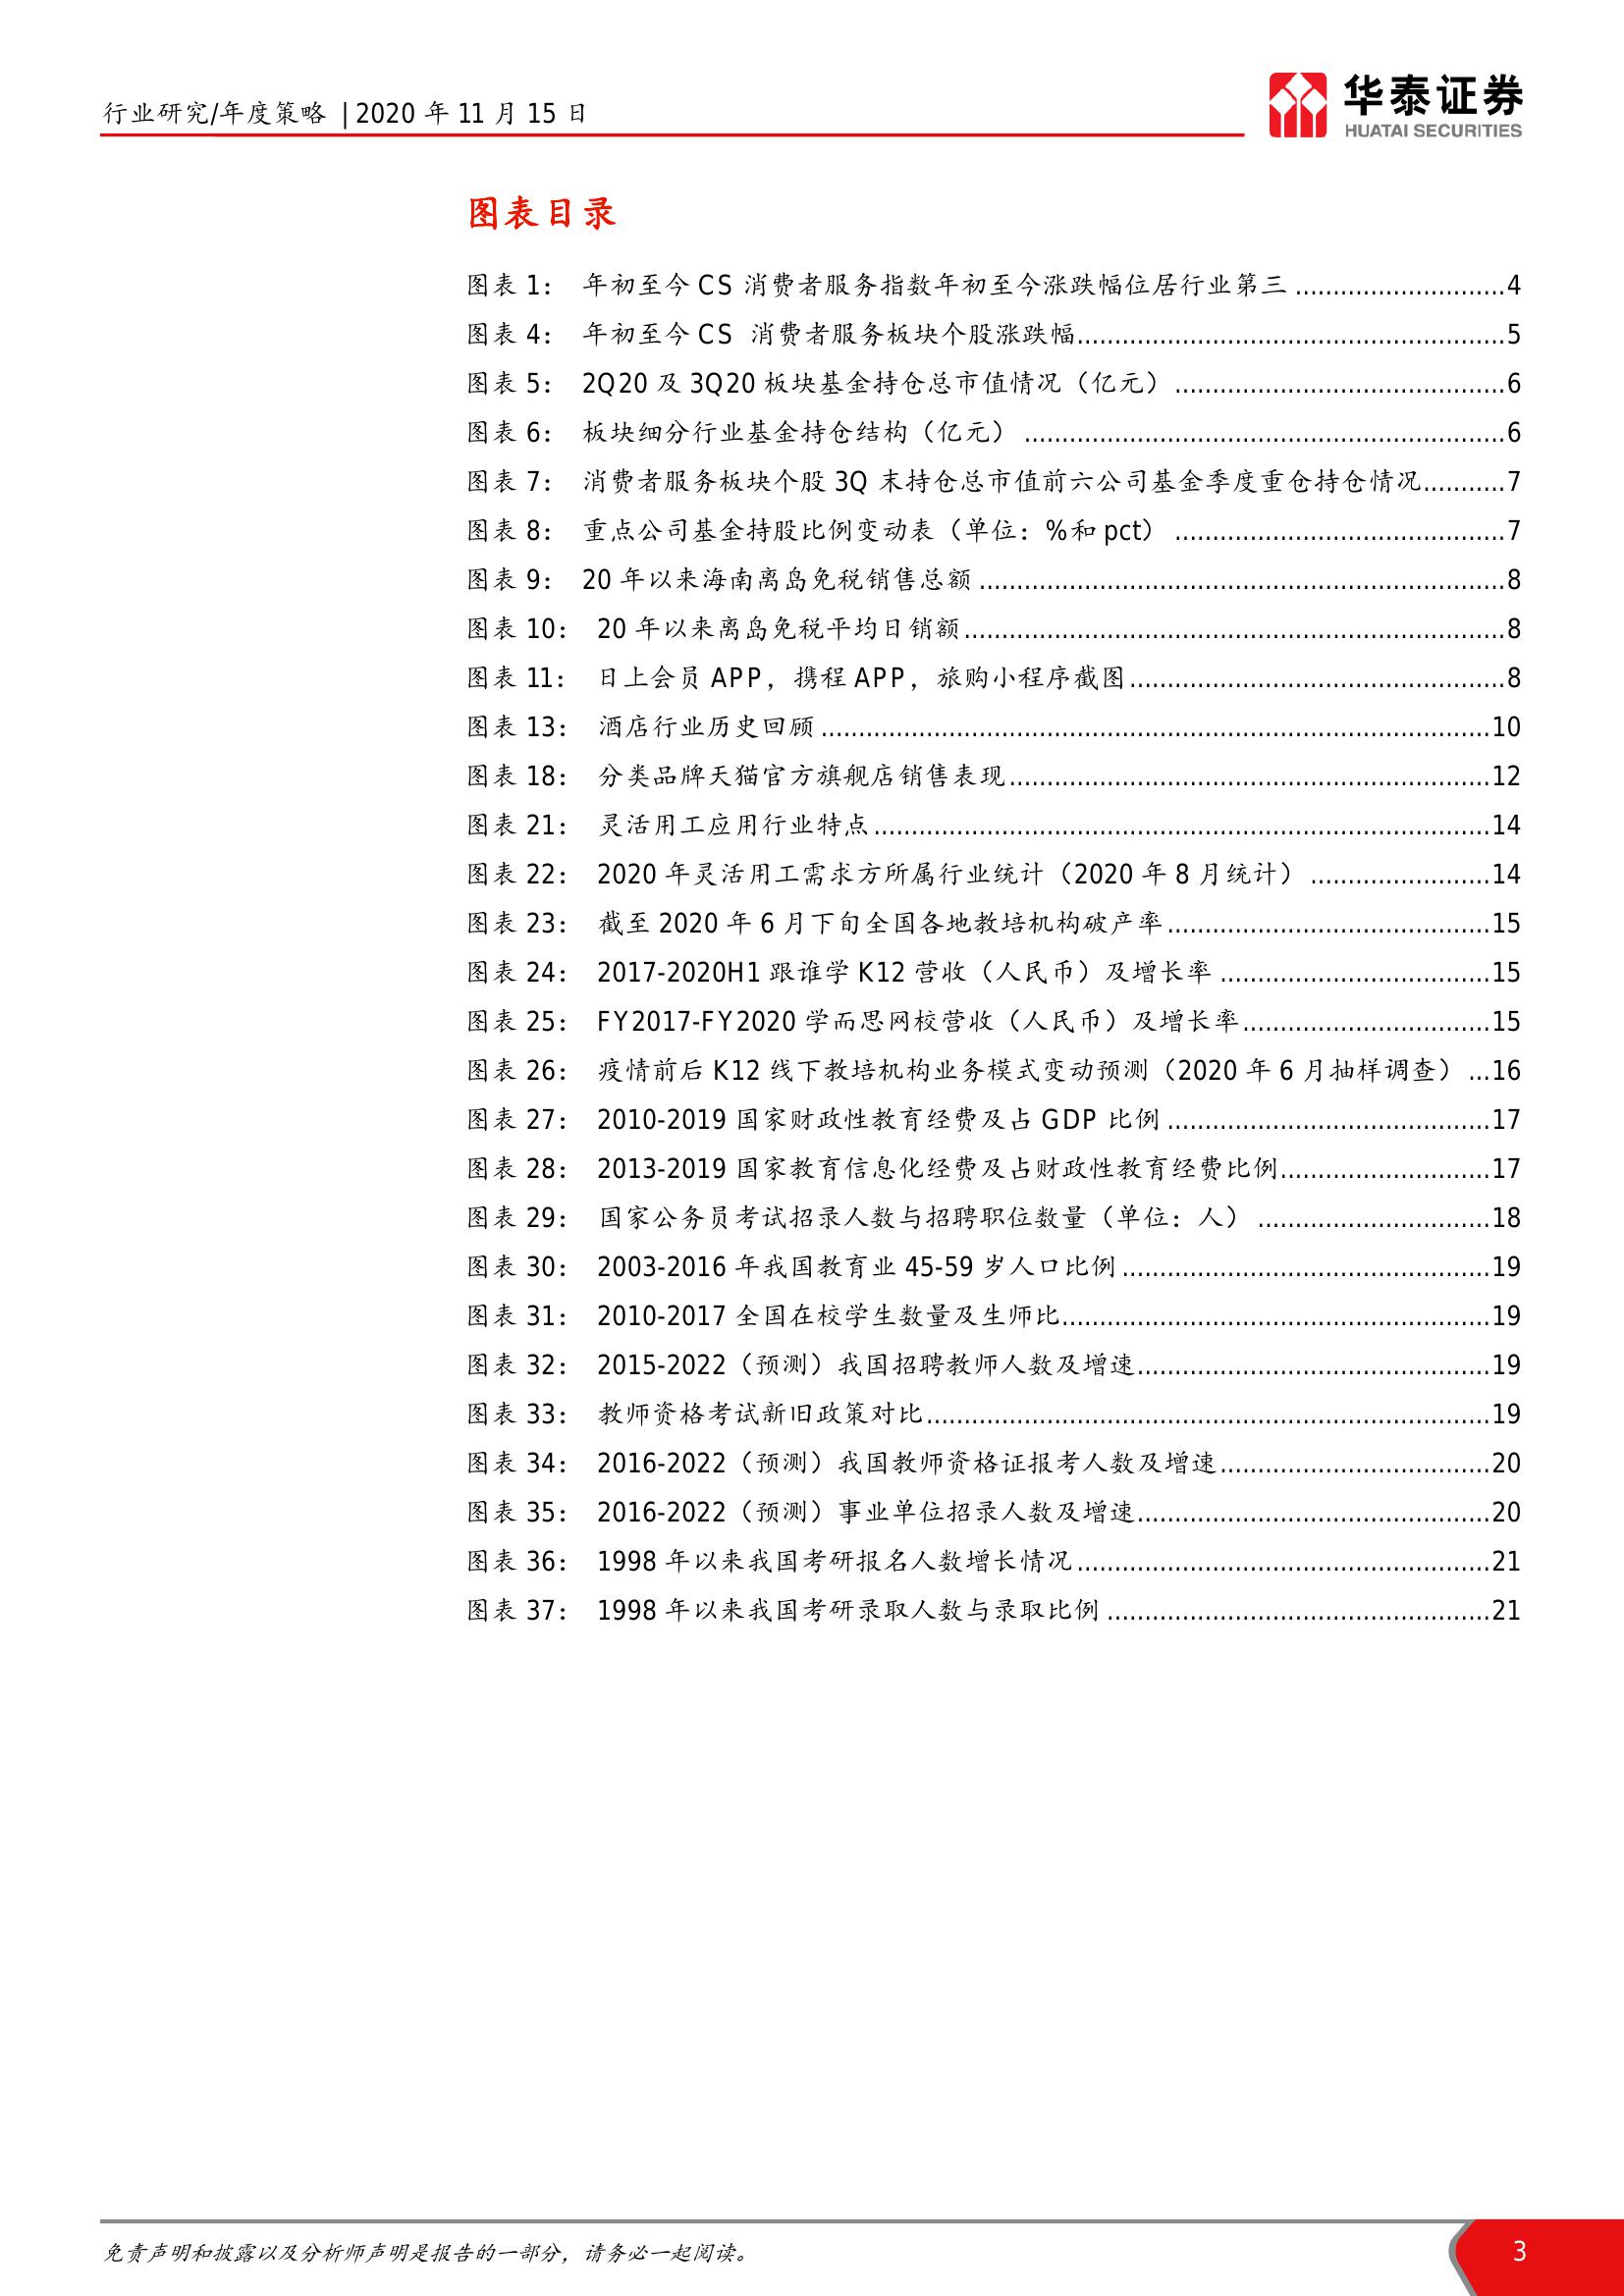 行业研究/年度策略 | 2020 年 11 月 15 日
华泰证券
HUATAI SECURITIES
图表目录
图表 1： 年初至今 CS 消费者服务指数年初至今涨跌幅位居行业第三 ............................4
图表 4： 年初至今 CS 消费者服务板块个股涨跌幅.........................................................5
图表 5： 2Q20 及 3Q20 板块基金持仓总市值情况（亿元） ............................................6
图表 6： 板块细分行业基金持仓结构（亿元） ................................................................6
图表 7： 消费者服务板块个股 3Q 末持仓总市值前六公司基金季度重仓持仓情况...........7
图表 8： 重点公司基金持股比例变动表（单位：%和 pct） ............................................7
图表 9： 20 年以来海南离岛免税销售总额 ......................................................................8
图表 10： 20 年以来离岛免税平均日销额........................................................................8
图表 11： 日上会员 APP，携程 APP，旅购小程序截图..................................................8
图表 13： 酒店行业历史回顾 .........................................................................................10
图表 18： 分类品牌天猫官方旗舰店销售表现................................................................12
图表 21： 灵活用工应用行业特点..................................................................................14
图表 22： 2020 年灵活用工需求方所属行业统计（2020 年 8 月统计） ........................14
图表 23： 截至 2020 年 6 月下旬全国各地教培机构破产率...........................................15
图表 24： 2017-2020H1 跟谁学 K12 营收（人民币）及增长率 ....................................15
图表 25： FY2017-FY2020 学而思网校营收（人民币）及增长率.................................15
图表 26： 疫情前后 K12 线下教培机构业务模式变动预测（2020 年 6 月抽样调查） ...16
图表 27： 2010-2019 国家财政性教育经费及占 GDP 比例 ...........................................17
图表 28： 2013-2019 国家教育信息化经费及占财政性教育经费比例............................17
图表 29： 国家公务员考试招录人数与招聘职位数量（单位：人） ...............................18
图表 30： 2003-2016 年我国教育业 45-59 岁人口比例 .................................................19
图表 31： 2010-2017 全国在校学生数量及生师比.........................................................19
图表 32： 2015-2022（预测）我国招聘教师人数及增速...............................................19
图表 33： 教师资格考试新旧政策对比...........................................................................19
图表 34： 2016-2022（预测）我国教师资格证报考人数及增速....................................20
图表 35： 2016-2022（预测）事业单位招录人数及增速...............................................20
图表 36： 1998 年以来我国考研报名人数增长情况.......................................................21
图表 37： 1998 年以来我国考研录取人数与录取比例 ...................................................21
免责声明和披露以及分析师声明是报告的一部分，请务必一起阅读。
3